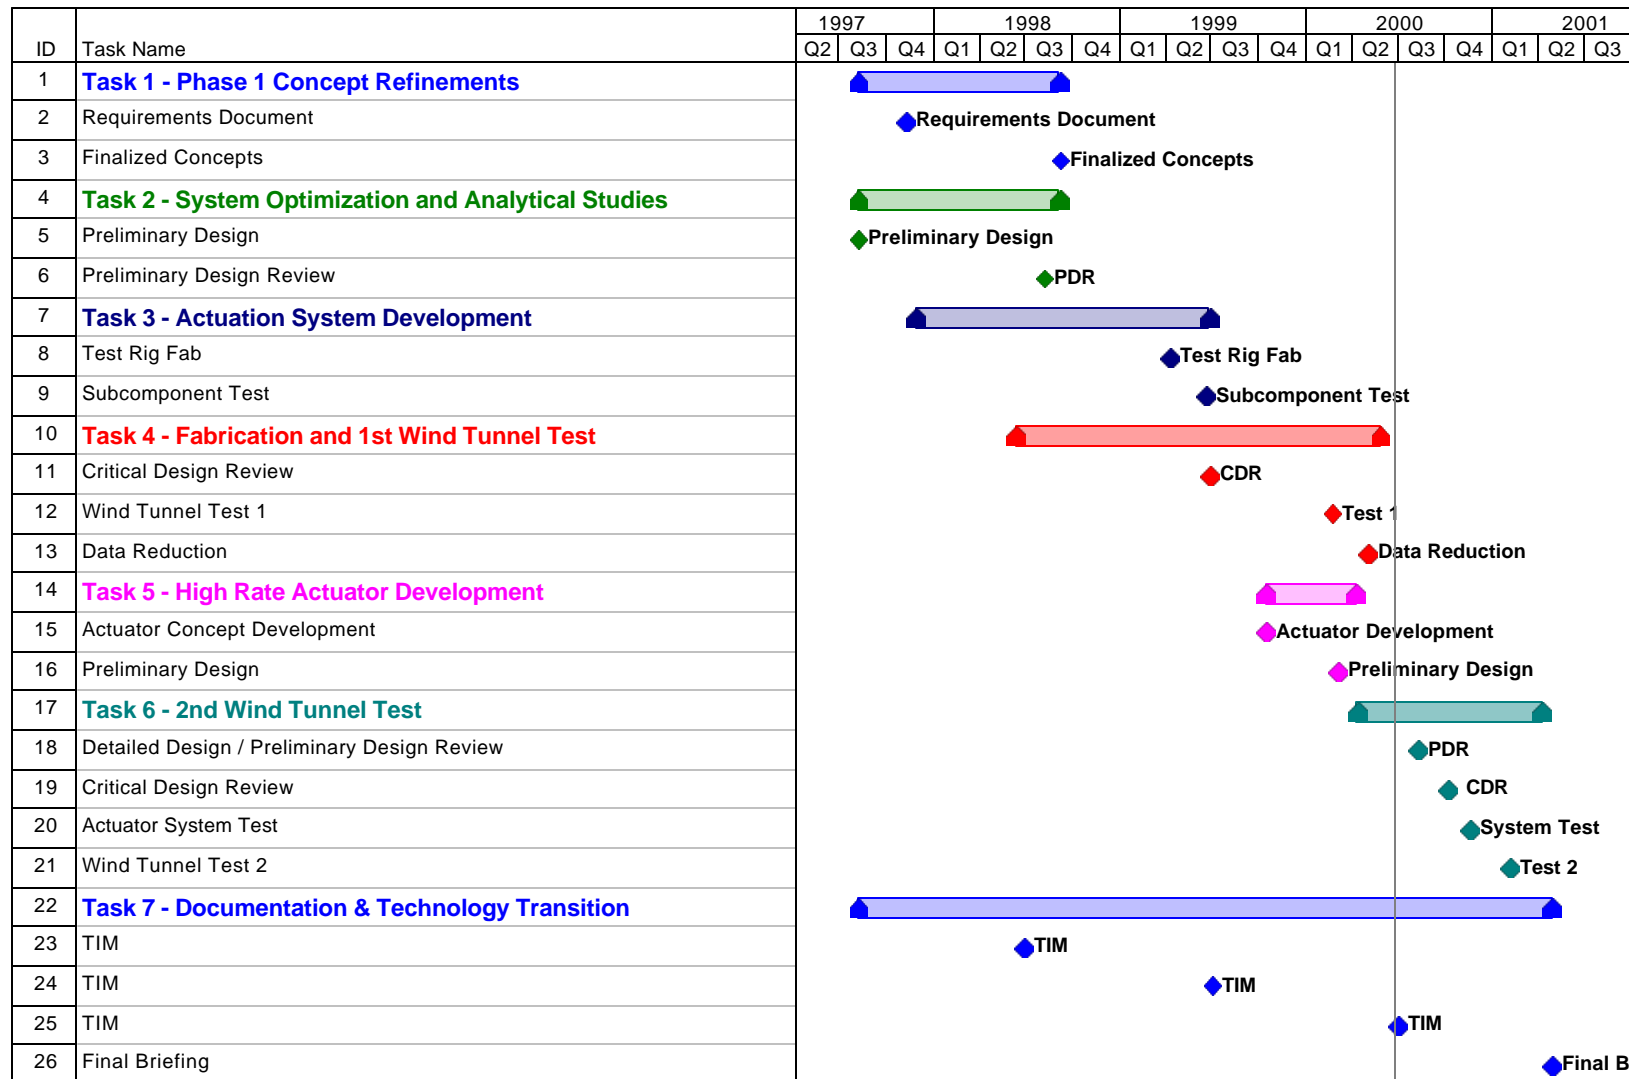 1997 1998 1999 2000 2001
ID Task Name Q2 Q3 Q4 Q1 Q2 Q3 Q4 Q1 Q2 Q3 Q4 Q1 Q2 Q3 Q4 Q1 Q2 Q3
1 Task 1 - Phase 1 Concept Refinements
2 Requirements Document Requirements Document
3 Finalized Concepts Finalized Concepts
4 Task 2 - System Optimization and Analytical Studies
5 Preliminary Design Preliminary Design
6 Preliminary Design Review PDR
7 Task 3 - Actuation System Development
8 Test Rig Fab Test Rig Fab
9 Subcomponent Test Subcomponent Test
10 Task 4 - Fabrication and 1st Wind Tunnel Test
11 Critical Design Review CDR
12 Wind Tunnel Test 1 Test 1
13 Data Reduction Data Reduction
14 Task 5 - High Rate Actuator Development
15 Actuator Concept Development Actuator Development
16 Preliminary Design Preliminary Design
17 Task 6 - 2nd Wind Tunnel Test
18 Detailed Design / Preliminary Design Review PDR
19 Critical Design Review CDR
20 Actuator System Test System Test
21 Wind Tunnel Test 2 Test 2
22 Task 7 - Documentation & Technology Transition
23 TIM TIM
24 TIM TIM
25 TIM TIM
26 Final Briefing Final B